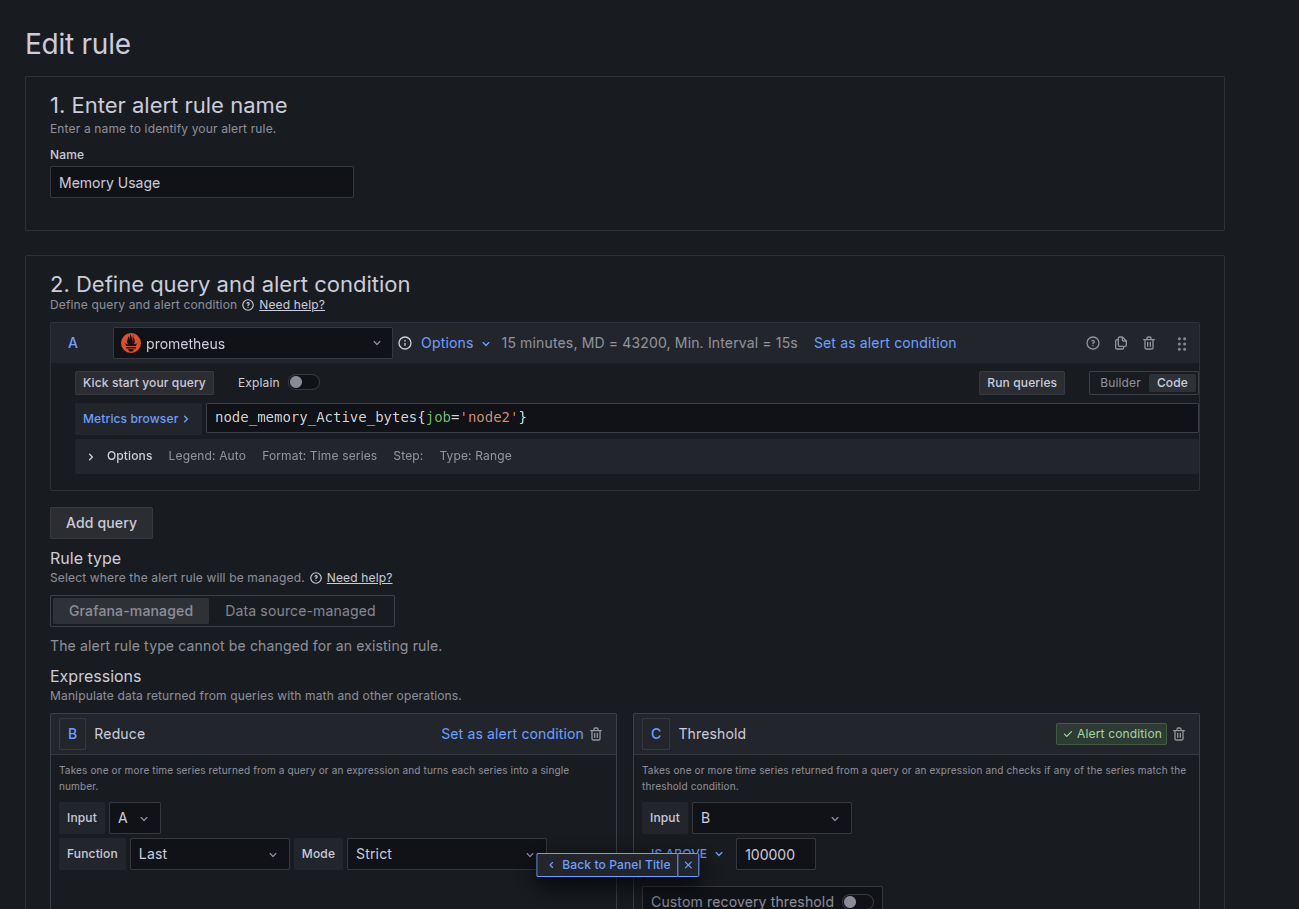 Edit rule
1. Enter alert rule name
Enter a name to identify your alert rule.
Name
Memory Usage
2. Define query and alert condition
Define query and alert condition Need help?
A prometheus Options 15 minutes, MD = 43200, Min. Interval = 15s Set as alert condition
Kick start your query Explain Run queries Builder Code
Metrics browser > node_memory_Active_bytes{job='node2'}
Options Legend: Auto Format: Time series Step: Type: Range
Add query
Rule type
Select where the alert rule will be managed. Need help?
Grafana-managed Data source-managed
The alert rule type cannot be changed for an existing rule.
Expressions
Manipulate data returned from queries with math and other operations.
B Reduce Set as alert condition
Takes one or more time series returned from a query or an expression and turns each series into a single
number.
Input A
Function Last Mode Strict
C Threshold Alert condition
Takes one or more time series returned from a query or an expression and checks if any of the series match the
threshold condition.
Input B
IS ABOVE 100000
Back to Panel Title
Custom recovery threshold